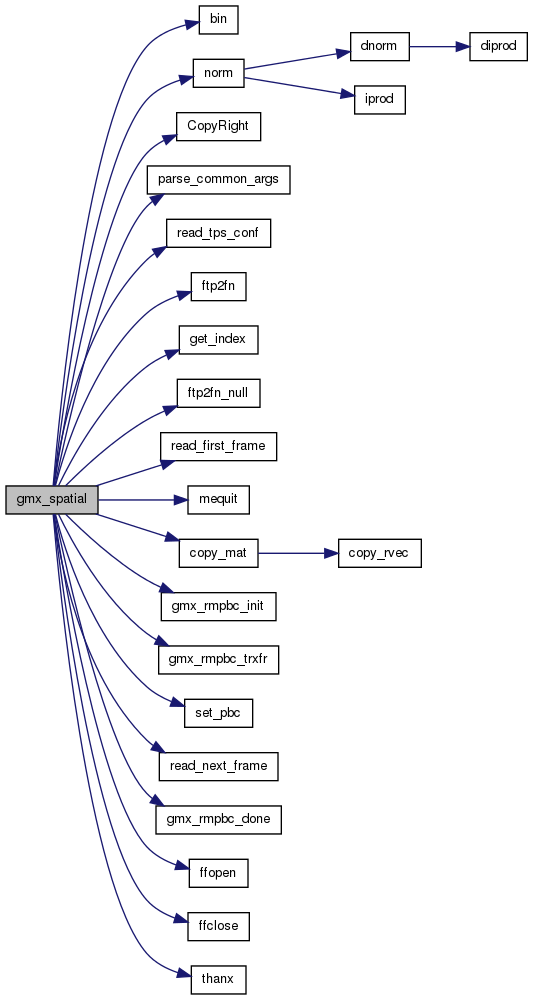 bin
dnorm
diprod
norm
iprod
CopyRight
parse_common_args
read_tps_conf
ftp2fn
get_index
ftp2fn_null
read_first_frame
gmx_spatial
mequit
copy_mat
copy_rvec
gmx_rmpbc_init
gmx_rmpbc_trxfr
set_pbc
read_next_frame
gmx_rmpbc_done
ffopen
ffclose
thanx